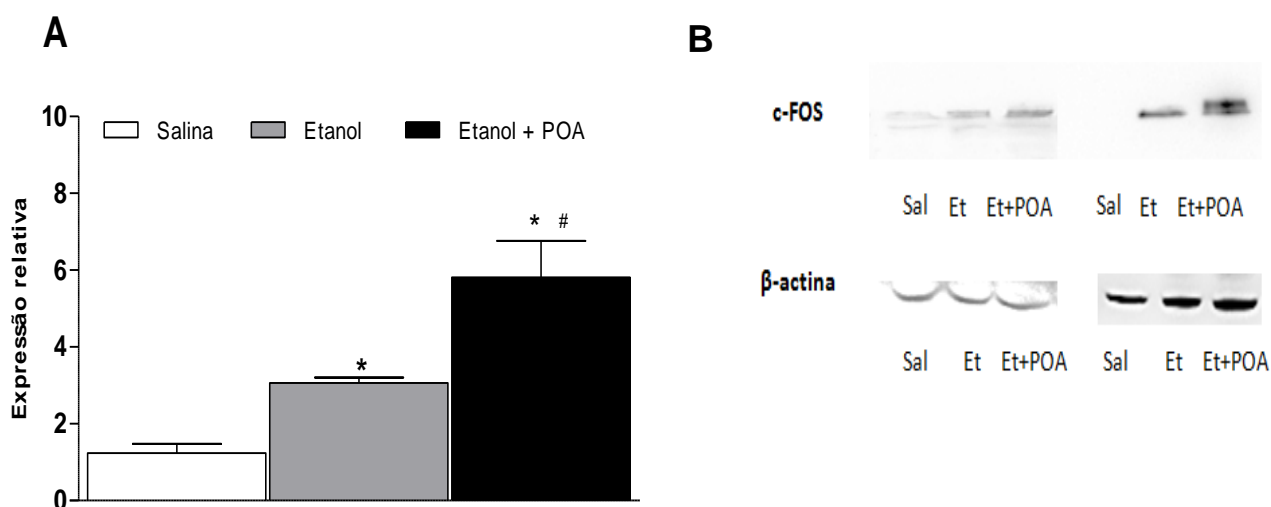 A
10
8
6
4
2
0
Expressão relativa
Salina Etanol Etanol + POA
*
* #
B
c-FOS
Sal Et Et+POA Sal Et Et+POA
β-actina
Sal Et Et+POA Sal Et Et+POA